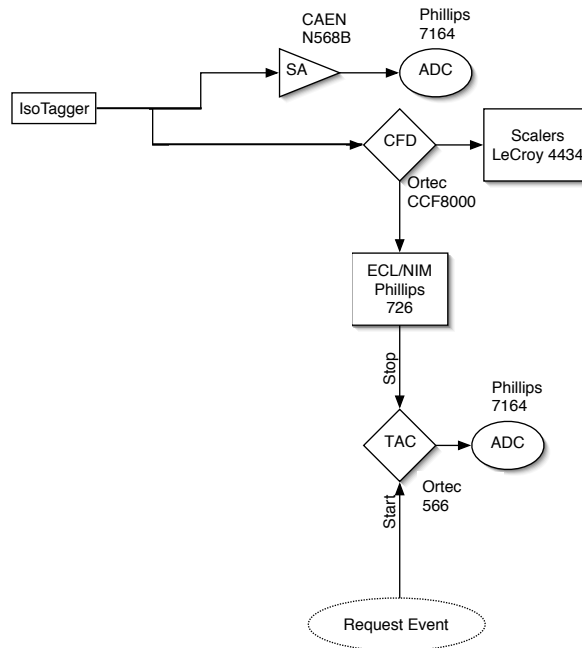 CAEN
N568B
Phillips
7164
SA
ADC
IsoTagger
CFD
Scalers
LeCroy 4434
Ortec
CCF8000
ECL/NIM
Phillips
726
Stop
Phillips
7164
TAC
ADC
Ortec
566
Start
Request Event